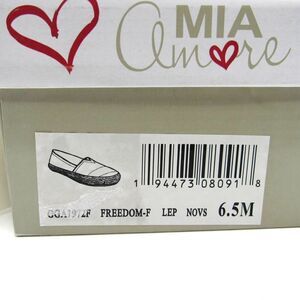 MIA
amore
1 94473 08091 8
GGA1972F FREEDOM-F LEP NOVS 6.5M